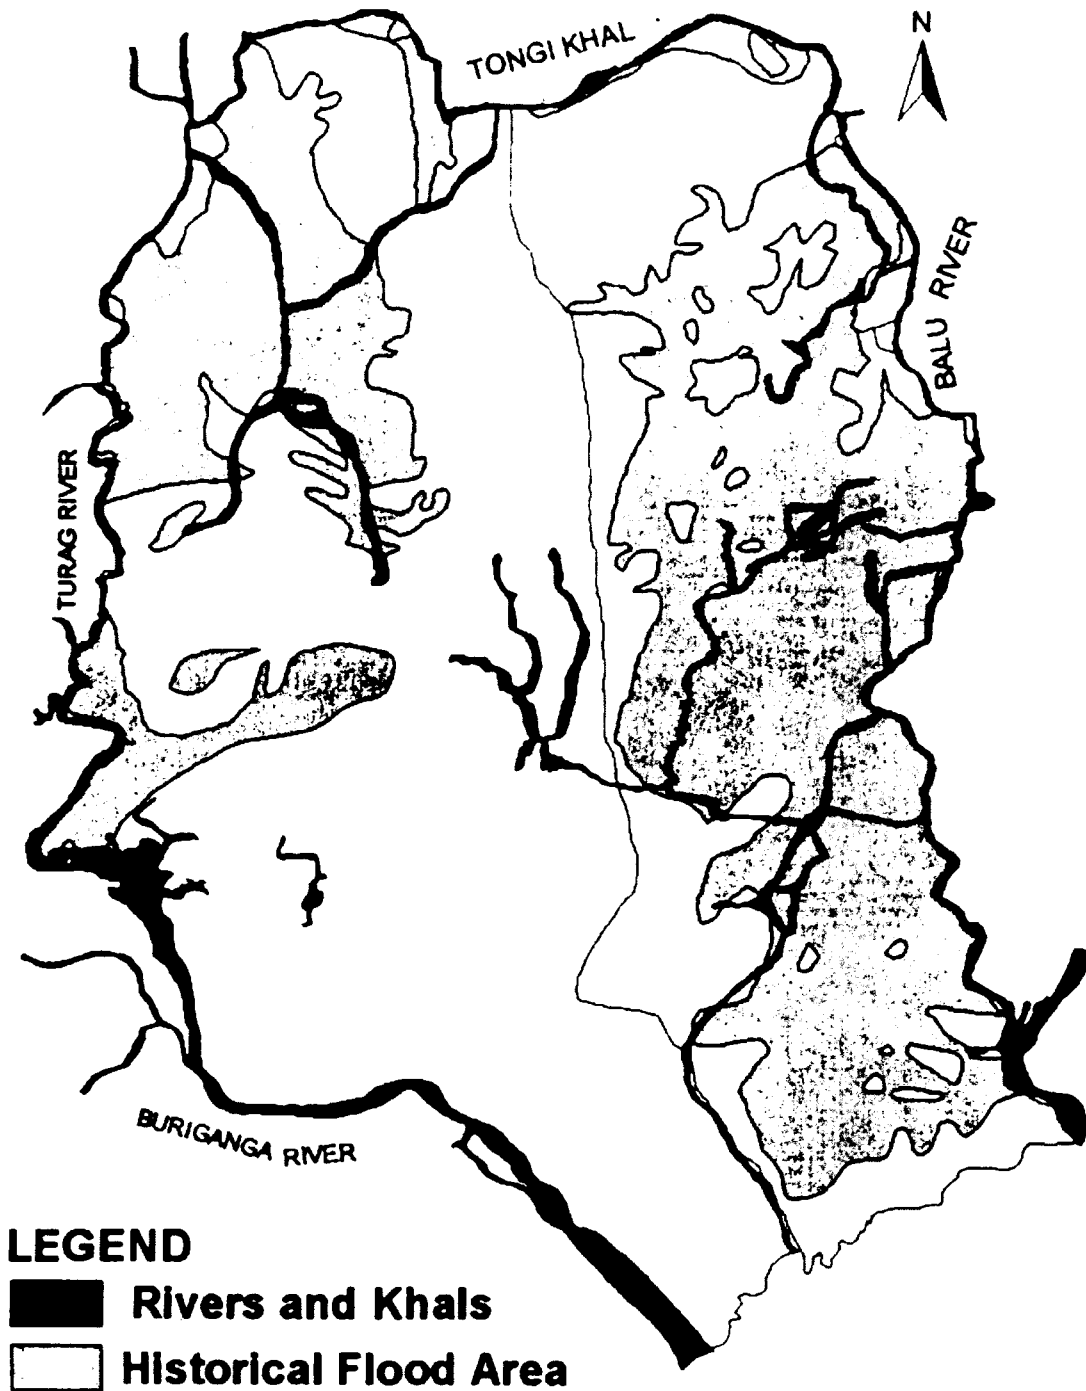 N
TONGI KHAL
BALU RIVER
TURAG RIVER
BURIGANGA RIVER
LEGEND
Rivers and Khals
Historical Flood Area